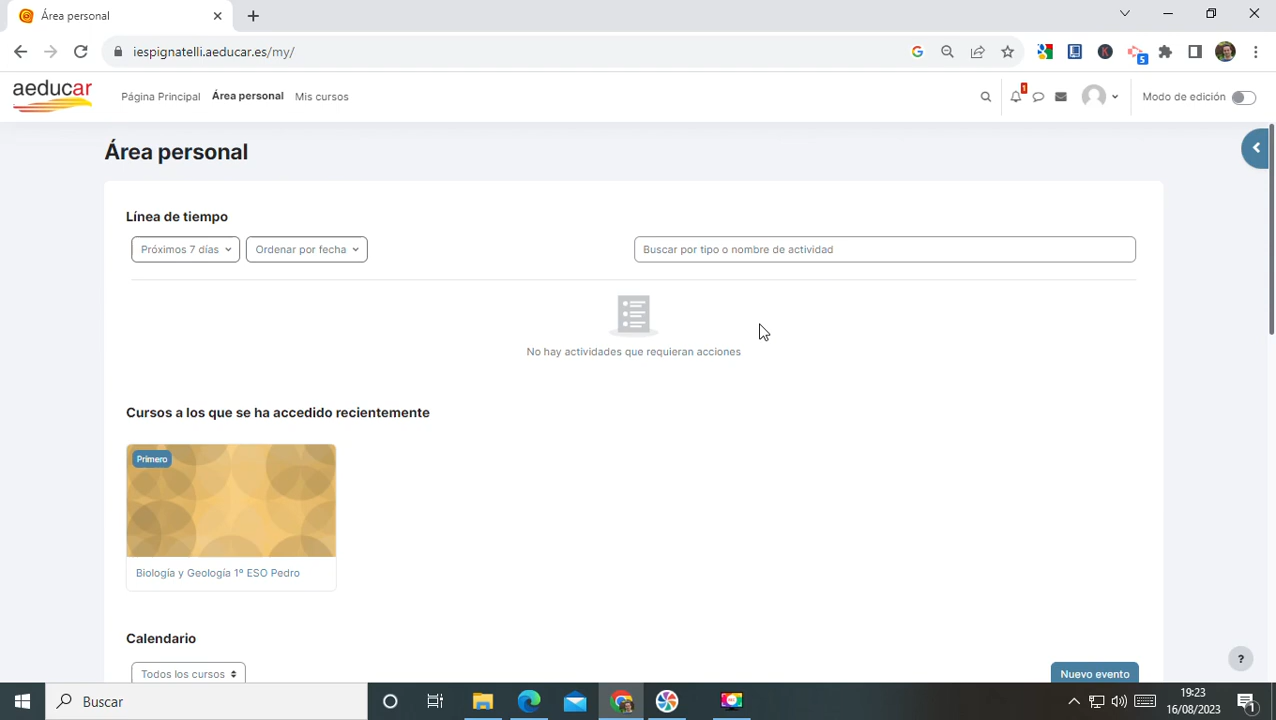 Área personal
iespignatelli.aeducar.es/my/
5
aeducar
Página Principal Área personal Mis cursos
1
Modo de edición
Área personal
Línea de tiempo
Próximos 7 días
Ordenar por fecha
Buscar por tipo o nombre de actividad
No hay actividades que requieran acciones
Cursos a los que se ha accedido recientemente
Primero
Biología y Geología 1º ESO Pedro
Calendario
Todos los cursos
Nuevo evento
?
Buscar
19:23
16/08/2023
1